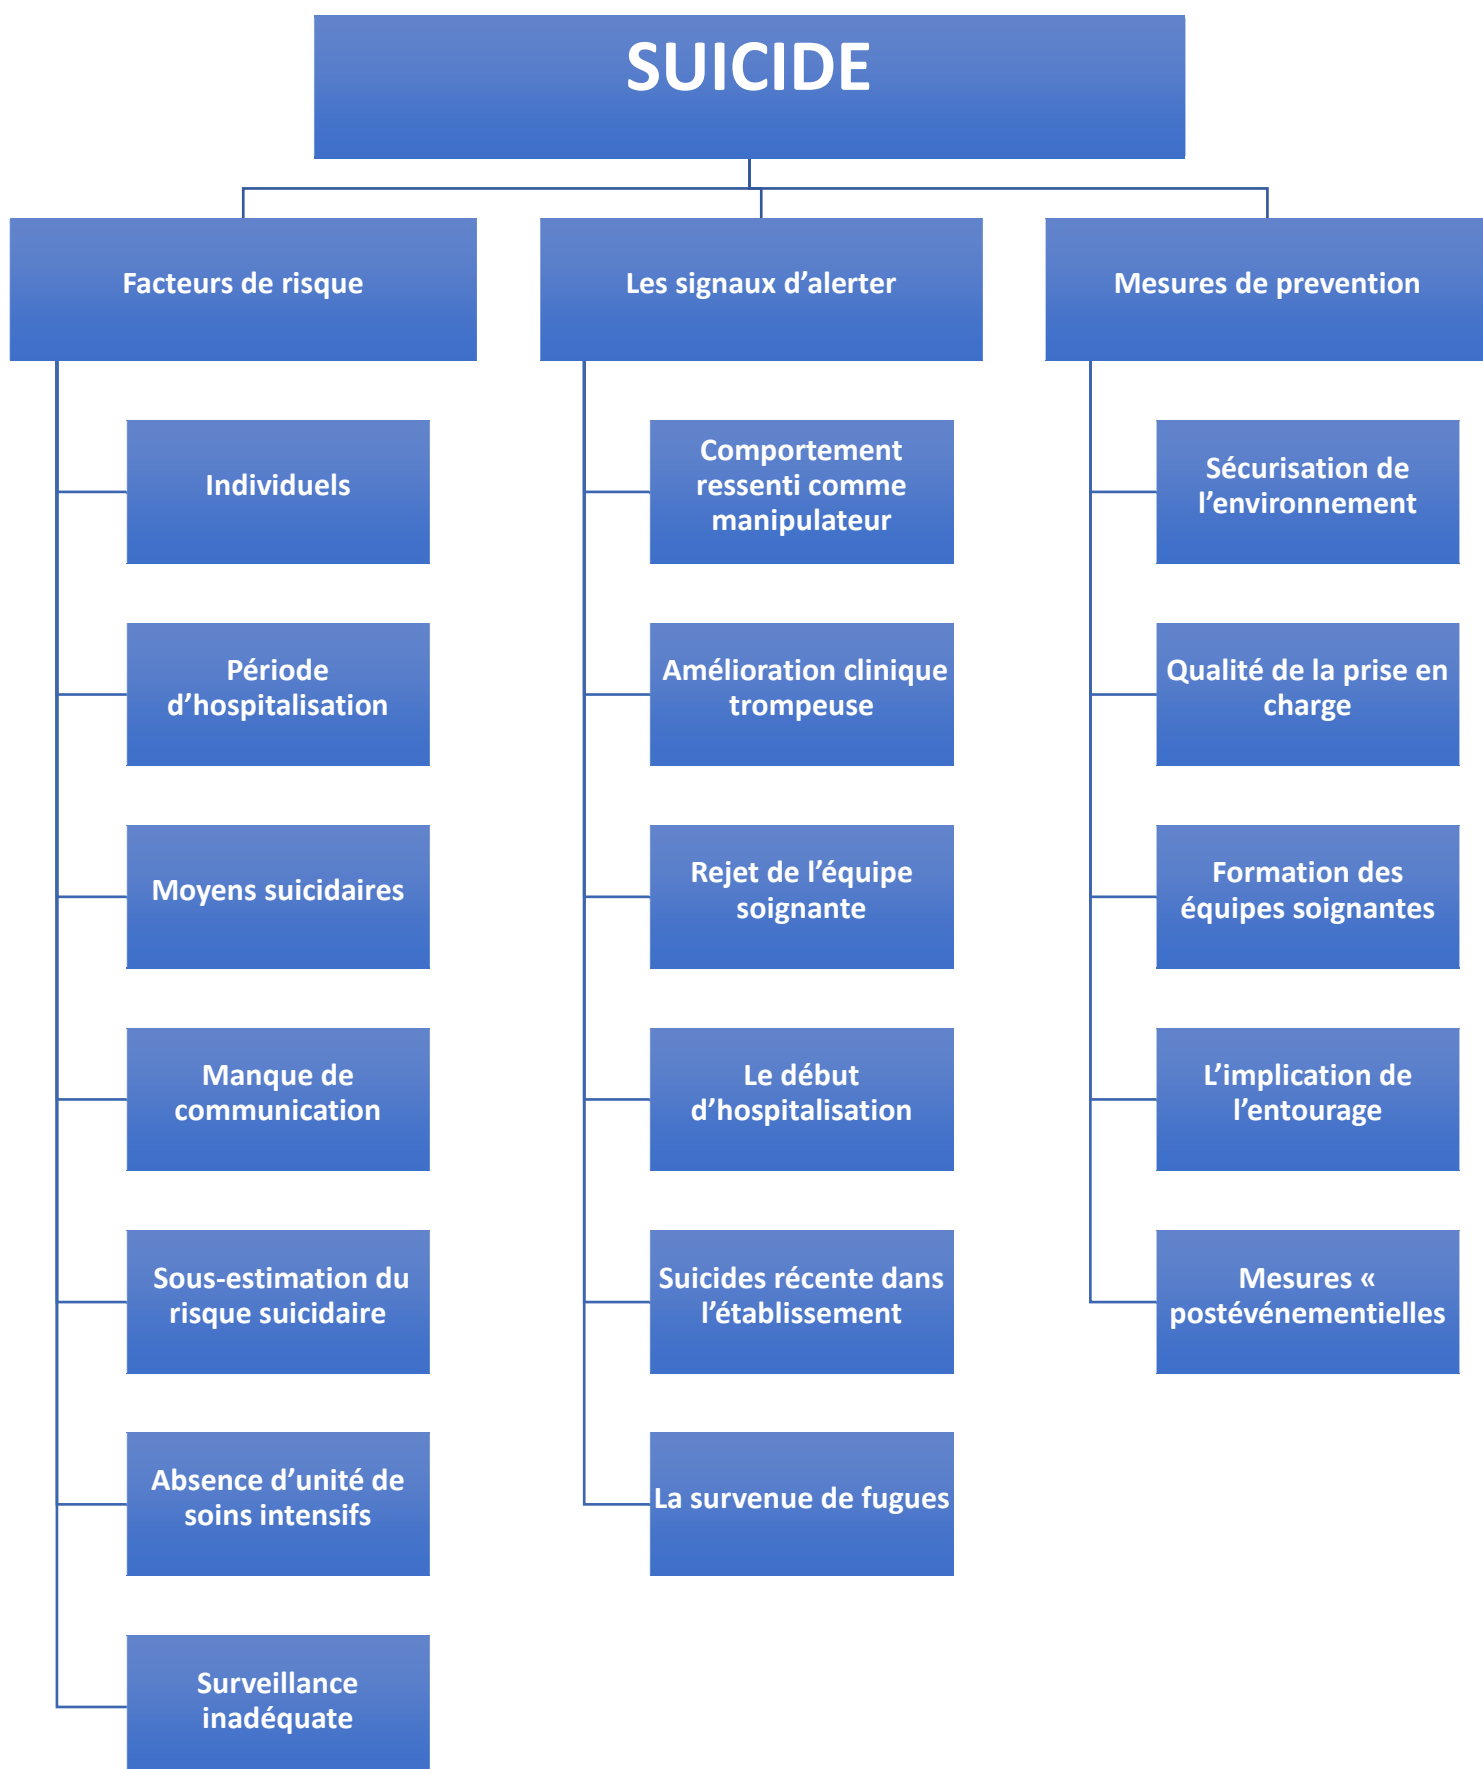 SUICIDE
Facteurs de risque
Individuels
Période
d’hospitalisation
Moyens suicidaires
Manque de
communication
Sous-estimation du
risque suicidaire
Absence d’unité de
soins intensifs
Surveillance
inadéquate
Les signaux d’alerter
Comportement
ressenti comme
manipulateur
Amélioration clinique
trompeuse
Rejet de l’équipe
soignante
Le début
d’hospitalisation
Suicides récente dans
l’établissement
La survenue de fugues
Mesures de prevention
Sécurisation de
l’environnement
Qualité de la prise en
charge
Formation des
équipes soignantes
L’implication de
l’entourage
Mesures «
postévénementielles